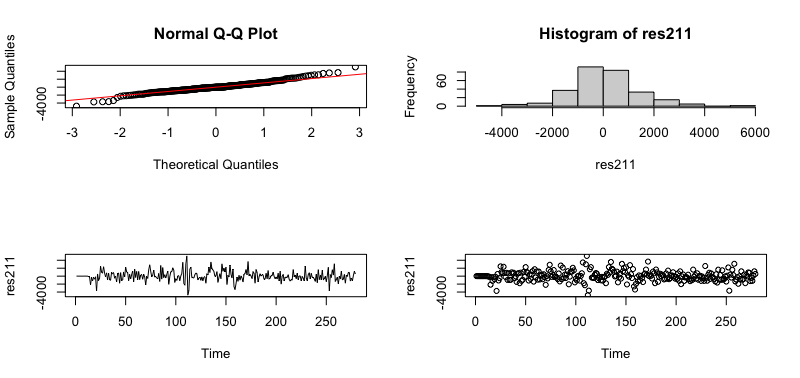 Normal Q-Q Plot
Sample Quantiles
-4000
-3 -2 -1 0 1 2 3
Theoretical Quantiles
Histogram of res211
Frequency
0 60
-4000 -2000 0 2000 4000 6000
res211
res211
-4000
0 50 100 150 200 250
Time
res211
-4000
0 50 100 150 200 250
Time